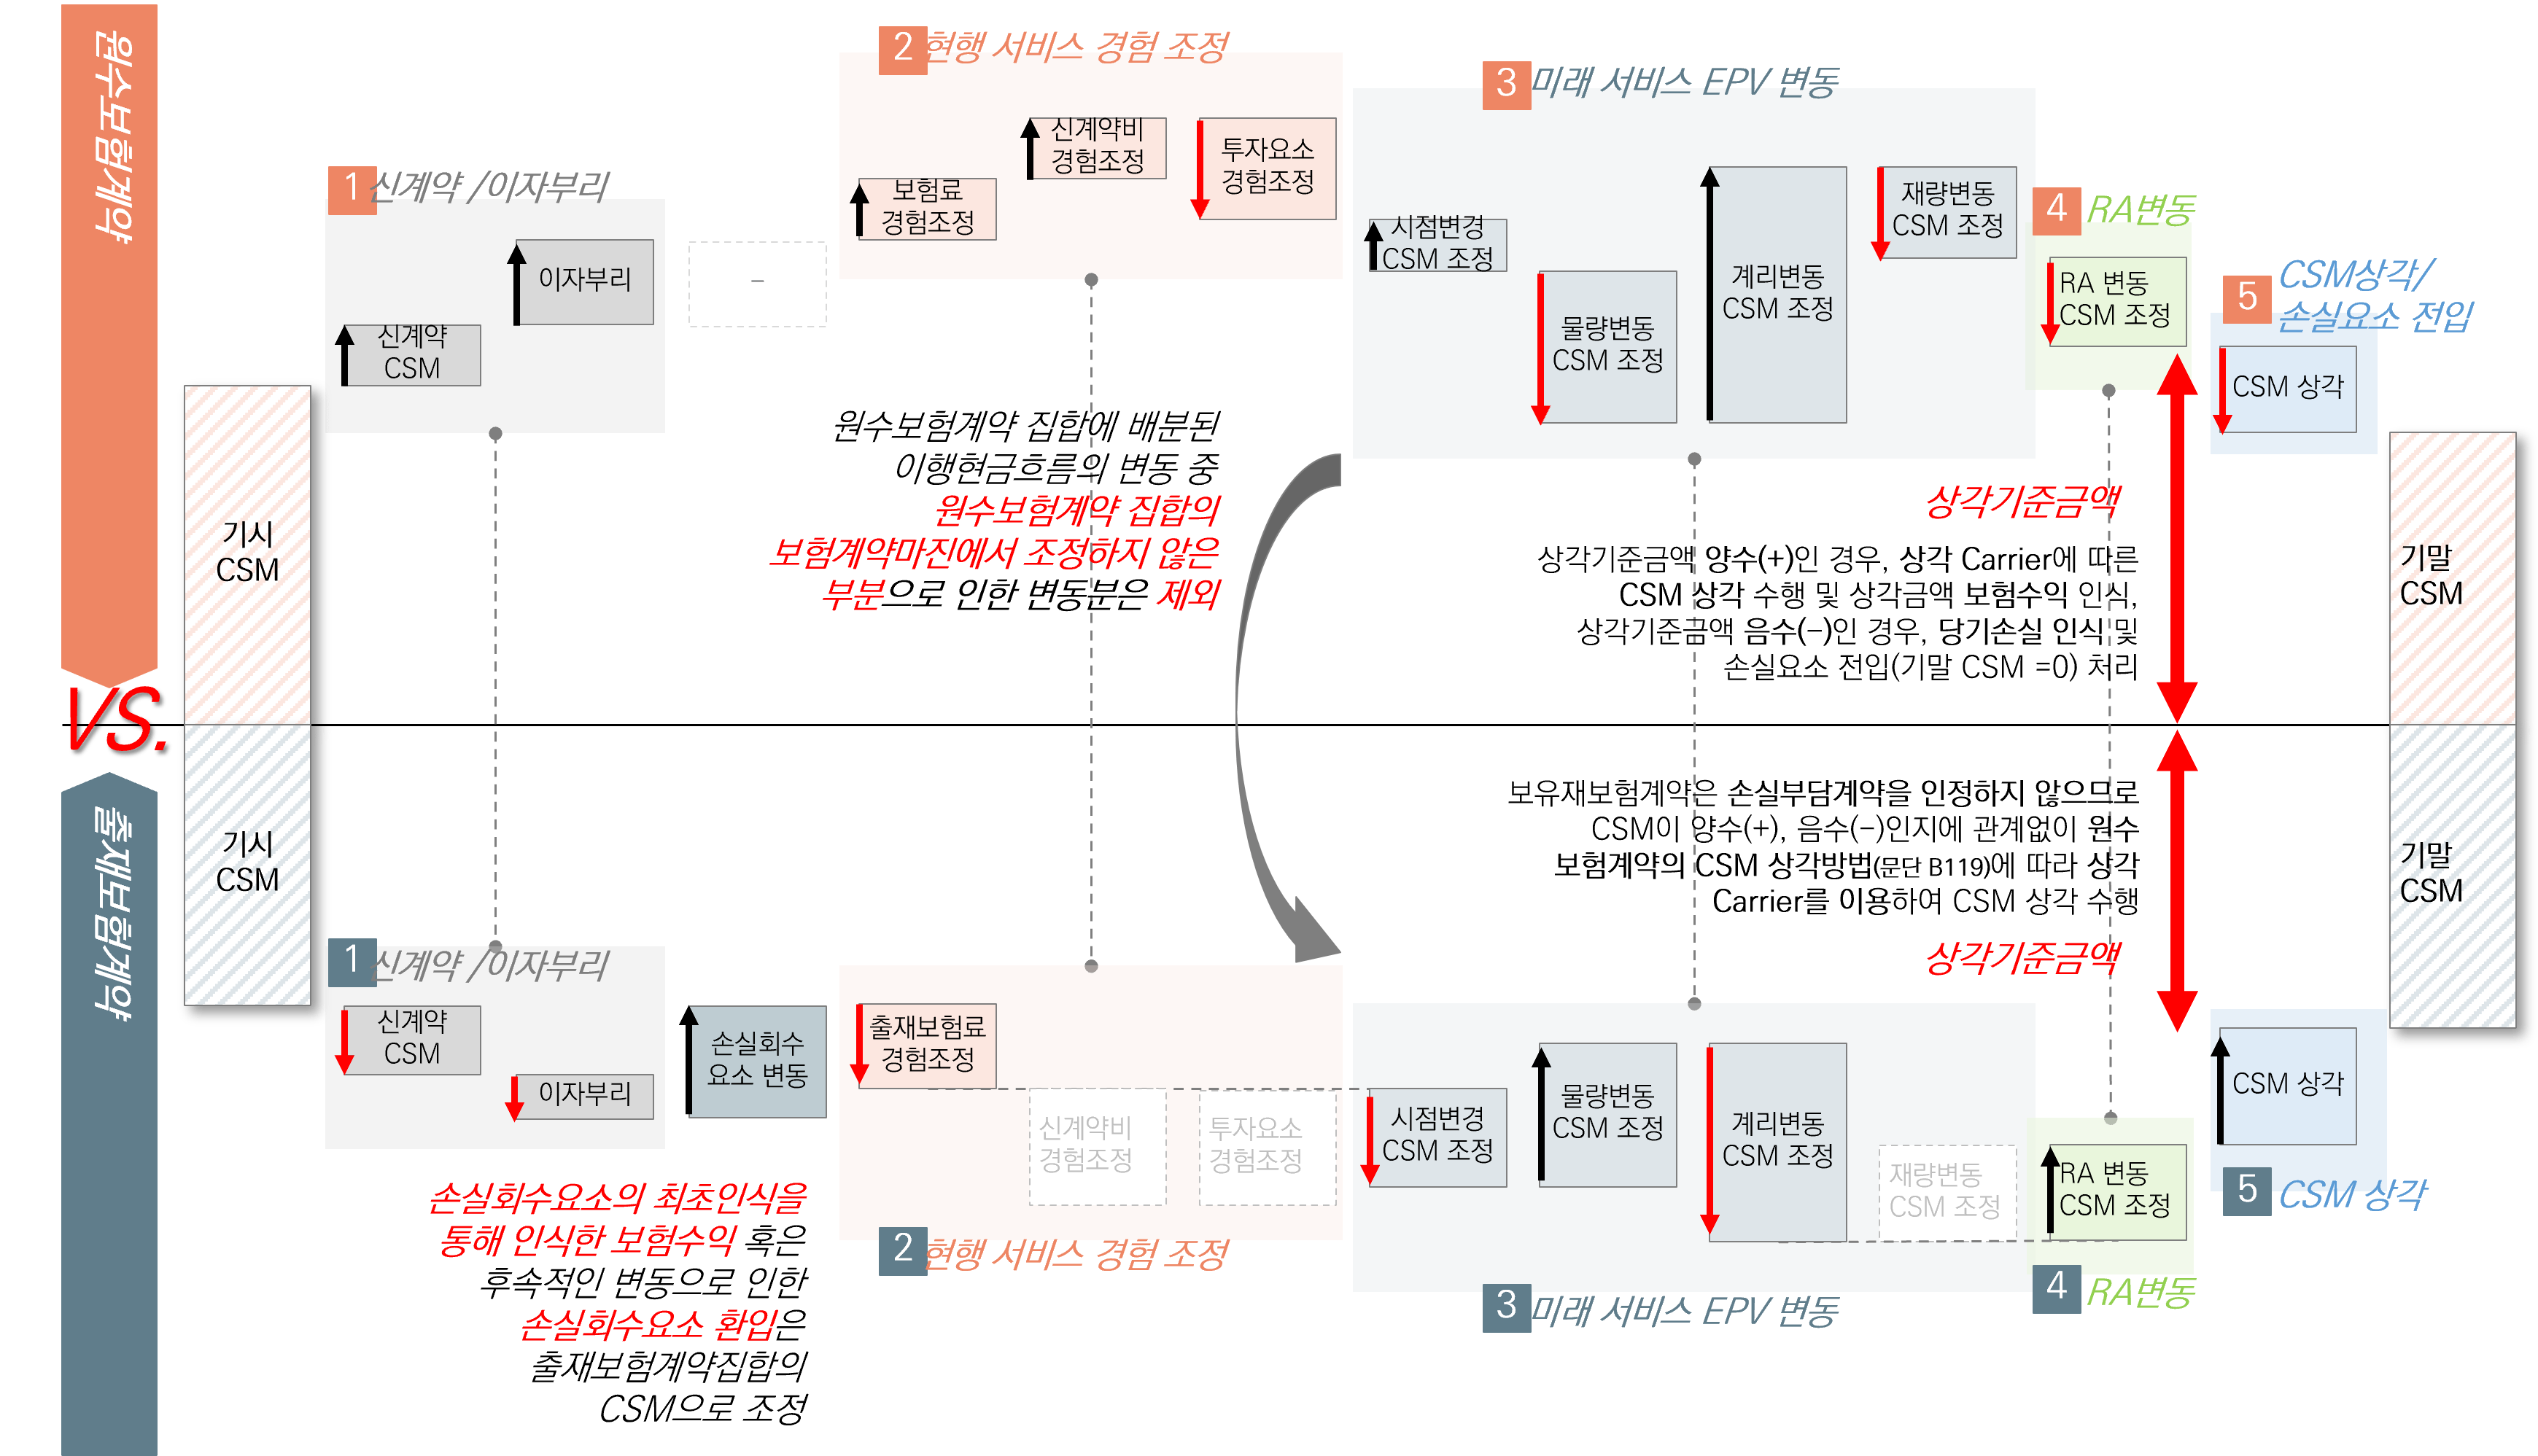 원수보험계약
2
현행 서비스 경험 조정
3
미래 서비스 EPV 변동
신계약비
경험조정
투자요소
경험조정
1
신계약 /이자부리
보험료
경험조정
재량변동
CSM 조정
4
RA변동
시점변경
CSM 조정
이자부리
-
계리변동
CSM 조정
RA 변동
CSM 조정
5
CSM상각/
손실요소 전입
신계약
CSM
물량변동
CSM 조정
CSM 상각
원수보험계약 집합에 배분된
이행현금흐름의 변동 중
원수보험계약 집합의
보험계약마진에서 조정하지 않은
부분으로 인한 변동분은 제외
상각기준금액
기시
CSM
상각기준금액 양수(+)인 경우, 상각 Carrier에 따른
CSM 상각 수행 및 상각금액 보험수익 인식,
상각기준금액 음수(-)인 경우, 당기손실 인식 및
손실요소 전입(기말 CSM =0) 처리
기말
CSM
VS.
출재보험계약
기시
CSM
보유재보험계약은 손실부담계약을 인정하지 않으므로
CSM이 양수(+), 음수(-)인지에 관계없이 원수
보험계약의 CSM 상각방법(문단 B119)에 따라 상각
Carrier를 이용하여 CSM 상각 수행
기말
CSM
상각기준금액
1
신계약 /이자부리
신계약
CSM
이자부리
손실회수
요소 변동
출재보험료
경험조정
신계약비
경험조정
투자요소
경험조정
시점변경
CSM 조정
물량변동
CSM 조정
계리변동
CSM 조정
재량변동
CSM 조정
RA 변동
CSM 조정
CSM 상각
5
CSM 상각
2
현행 서비스 경험 조정
3
미래 서비스 EPV 변동
4
RA변동
손실회수요소의 최초인식을
통해 인식한 보험수익 혹은
후속적인 변동으로 인한
손실회수요소 환입은
출재보험계약집합의
CSM으로 조정